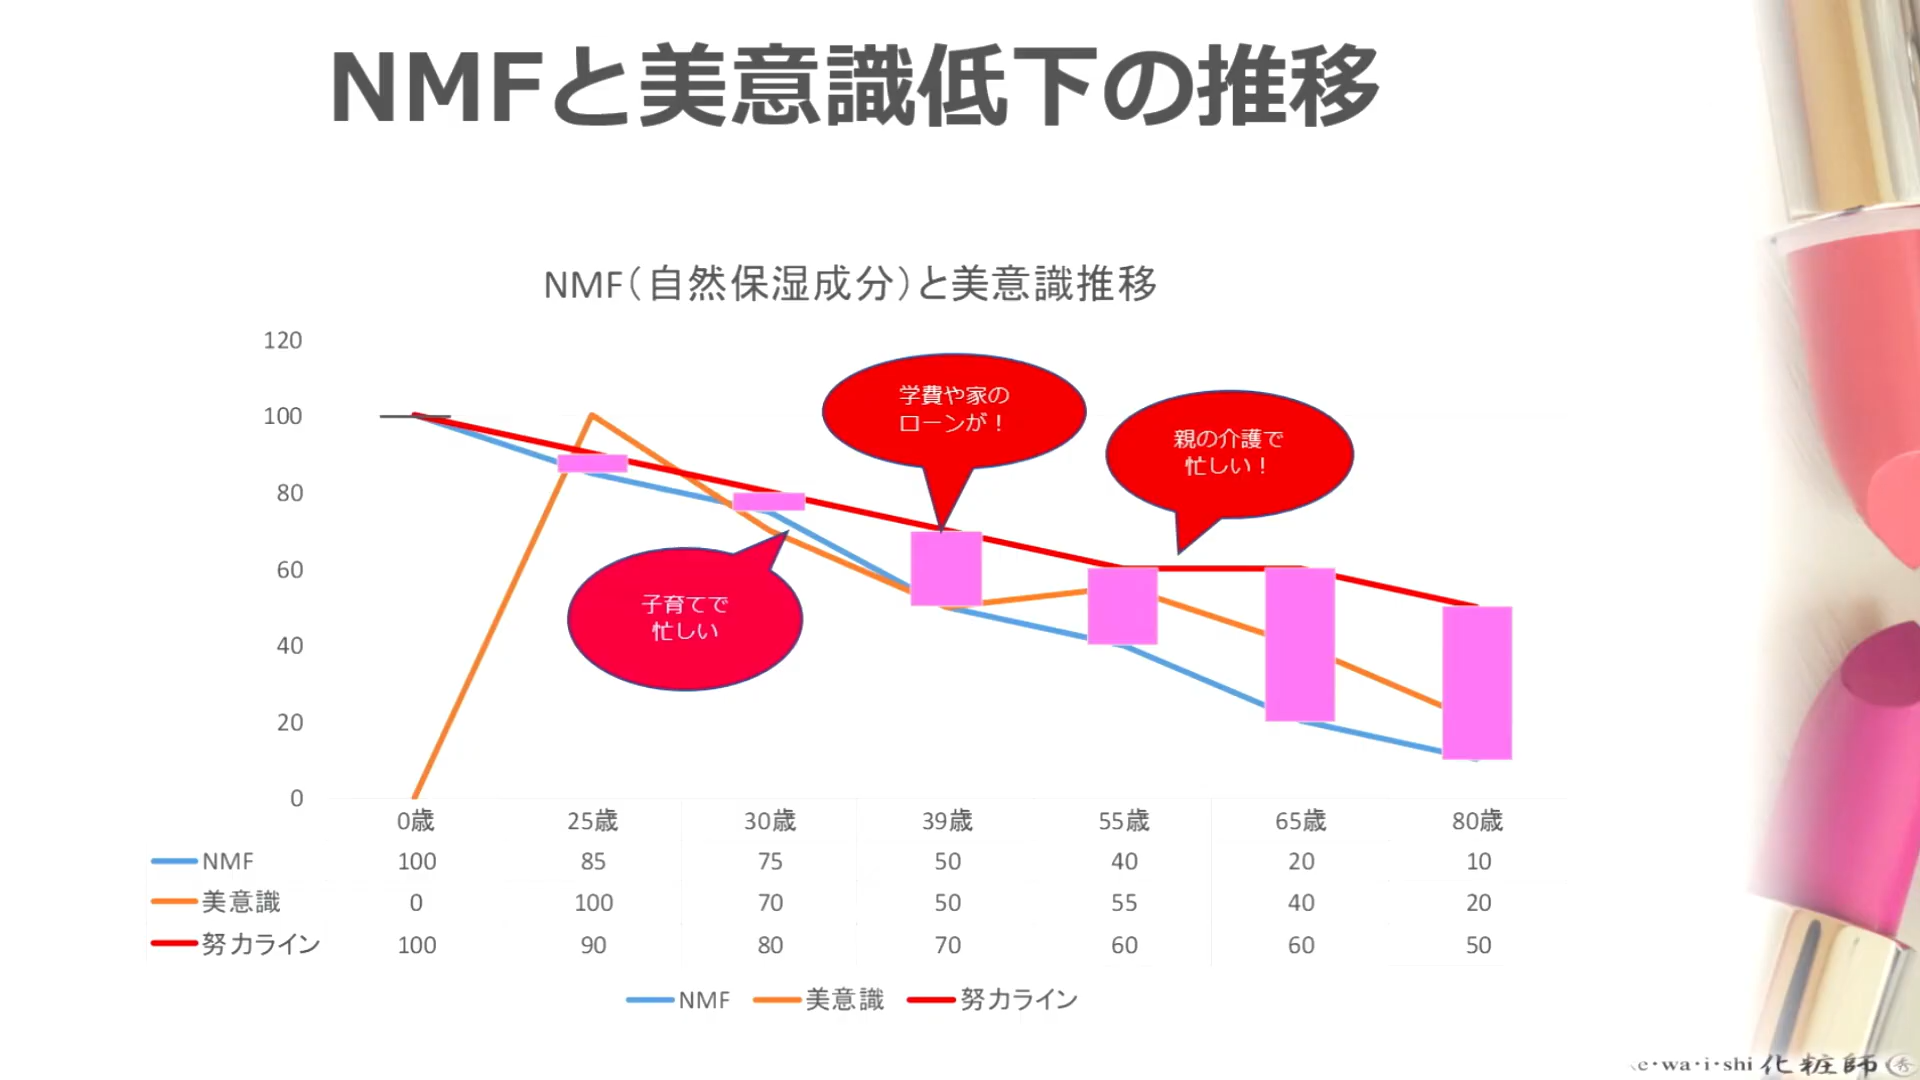 NMFと美意識低下の推移
NMF（自然保湿成分）と美意識推移
120
100
80
60
40
20
0
学費や家の
ローンが！
親の介護で
忙しい！
子育てで
忙しい
0歳 25歳 30歳 39歳 55歳 65歳 80歳
NMF 100 85 75 50 40 20 10
美意識 0 100 70 50 55 40 20
努力ライン 100 90 80 70 60 60 50
NMF 美意識 努力ライン
e・wa・i・shi 化粧師 秀